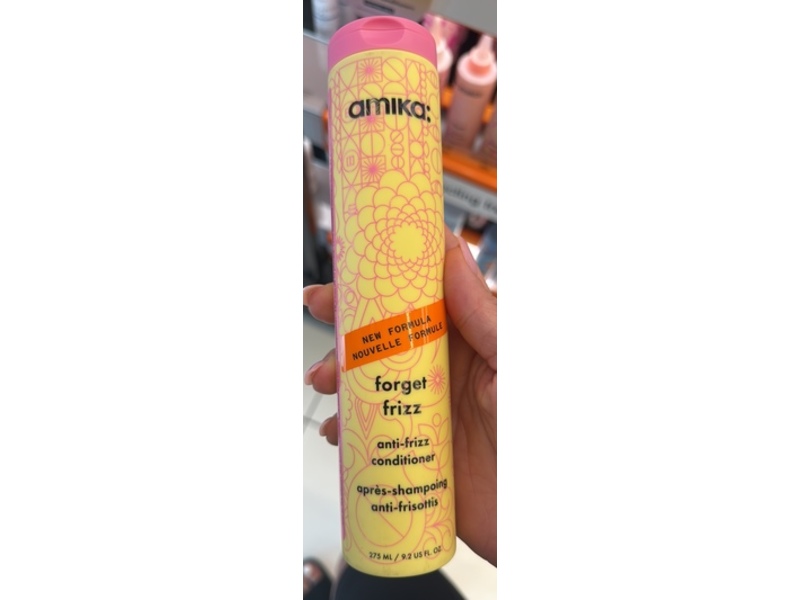 amika:
NEW FORMULA
NOUVELLE FORMULE
forget
frizz
anti-frizz
conditioner
après-shampoing
anti-frisottis
275 ML / 9.2 US FL. OZ.